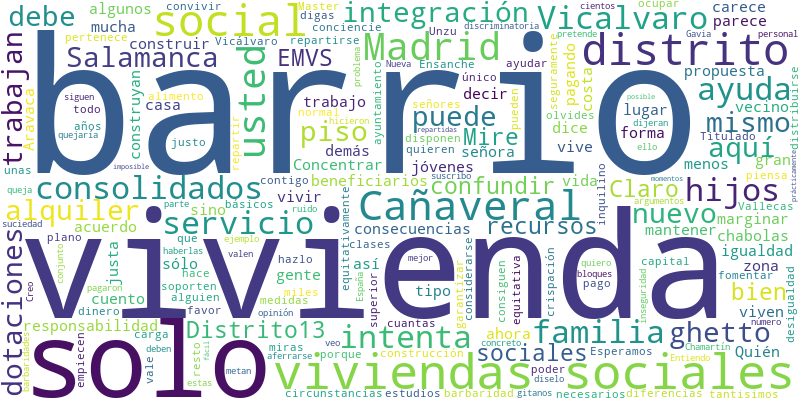 suciedad
convivir
algunos
mucha
digas
Master
conciencie
discriminatoria
cientos
ocupar
carece
debe
social
integración
Vicálvaro
parece
pertenece
Vicálvaro
repartirse
Unzu
Gavia
personal
construir
Madrid
pretende
distrito
Salamanca
EMVS
problema
Ensanche
Nueva
ayudar
único
propuesta
siguen
alimento
todo
casa
trabajo
señores
pagando
costa
seguramente
ayuda
distribuirse
trabajan
Aravaca
barrio
usted
normal
hicieron
ayuntamiento
decir
puede
pueden
olvides
lugar
vecino
posible
quejaría
años
construyan
justo
repartir
piso
disponen
Mire
dice
forma
mismo
ello
unas
imposible
Concentrar
demás
quieren
señora
vive
Titulado
dijeran
aquí
menos
gran
repartidas
jóvenes
suscribo
momentos
prácticamente
queja
consolidados
contigo
beneficiarios
confundir
vida
inquilino
Claro
hijos
piensa
argumentos
alquiler
básicos
vivir
parte
ruido
sino
equitativamente
Cañaveral
nuevo
Vallecas
marginar
mantener
chabolas
servicio
recursos
plano
acuerdo
que
ejemplo
haberlas
clases
consecuencias
igualdad
vivienda
dotaciones
justa
sólo
hace
soporten
alguien
valen
hazlo
mejor
así
considerarse
quiero
bloques
tipo
consiguen
equitativa
crispación
garantizar
pago
capital
zona
fomentar
bien
desigualdad
conjunto
pagaron
cuento
gente
España
medidas
superior
inseguridad
Creo
dinero
opinión
miles
favor
cuantas
número
responsabilidad
Distrito13
intenta
familia
ghetto
viven
carga
solo
empiecen
barbaridades
vale
deben
resto
fácil
estas
metan
miras
aferrarse
porque
veo
construcción
sociales
ahora
poder
Esperamos
concreto
Quién
Chamartín
Entiendo
viviendas
sociales
circunstancias
estudios
barbaridad
díselo
gitanos
necesarios
diferencias
tantísimos